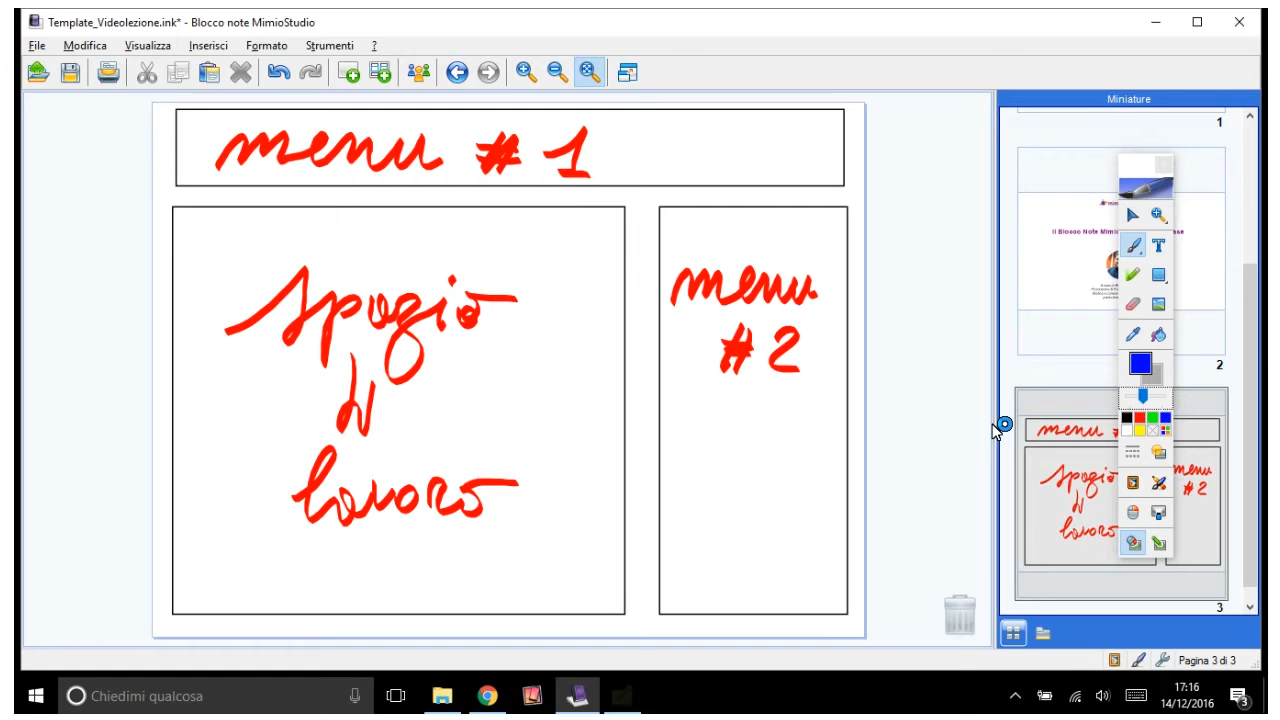 Template_Videolezione.ink* - Blocco note MimioStudio
File Modifica Visualizza Inserisci Formato Strumenti ?
Miniature
menu # 1
spazio
di
lavoro
menu
# 2
1
Il Blocco Note
2
menu
spazio
di
lavoro
menu
# 2
3
Pagina 3 di 3
Chiedimi qualcosa
17:16
14/12/2016
3